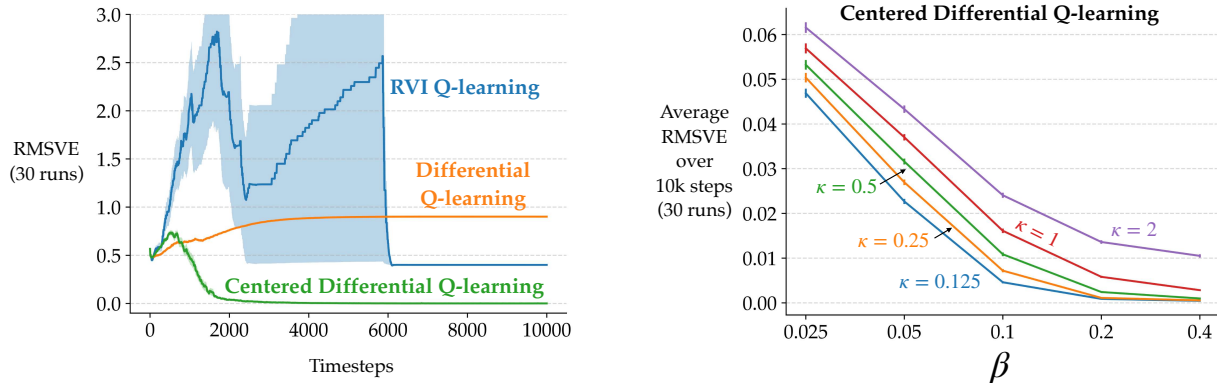 3.0
2.5
2.0
1.5
1.0
0.5
0.0
RMSVE
(30 runs)
RVI Q-learning
Differential
Q-learning
Centered Differential Q-learning
0 2000 4000 6000 8000 10000
Timesteps
Centered Differential Q-learning
0.06
0.05
0.04
0.03
0.02
0.01
0.00
Average
RMSVE
over
10k steps
(30 runs)
κ = 0.5
κ = 0.25
κ = 0.125
κ = 1
κ = 2
0.025 0.05 0.1 0.2 0.4
β